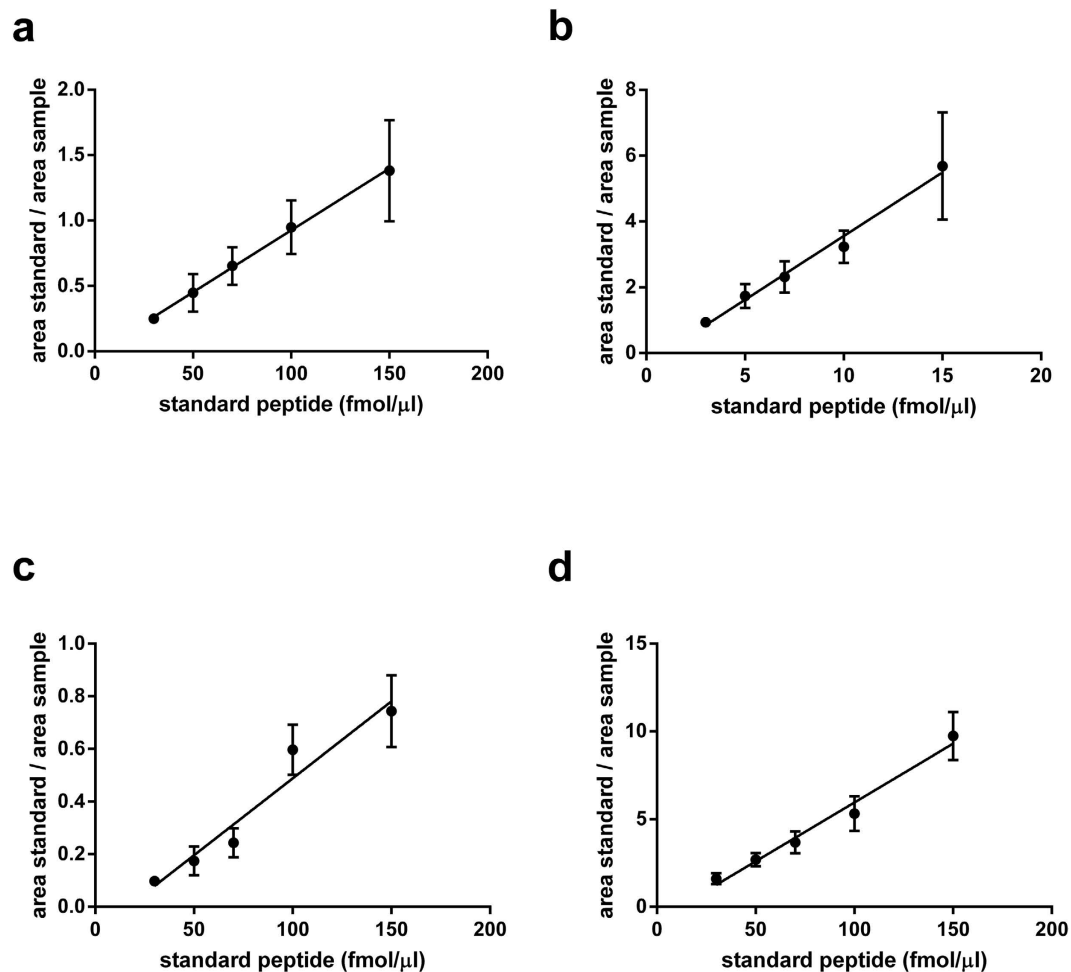 a
area standard / area sample
2.0
1.5
1.0
0.5
0.0
0 50 100 150 200
standard peptide (fmol/μl)
b
area standard / area sample
8
6
4
2
0
0 5 10 15 20
standard peptide (fmol/μl)
c
area standard / area sample
1.0
0.8
0.6
0.4
0.2
0.0
0 50 100 150 200
standard peptide (fmol/μl)
d
area standard / area sample
15
10
5
0
0 50 100 150 200
standard peptide (fmol/μl)